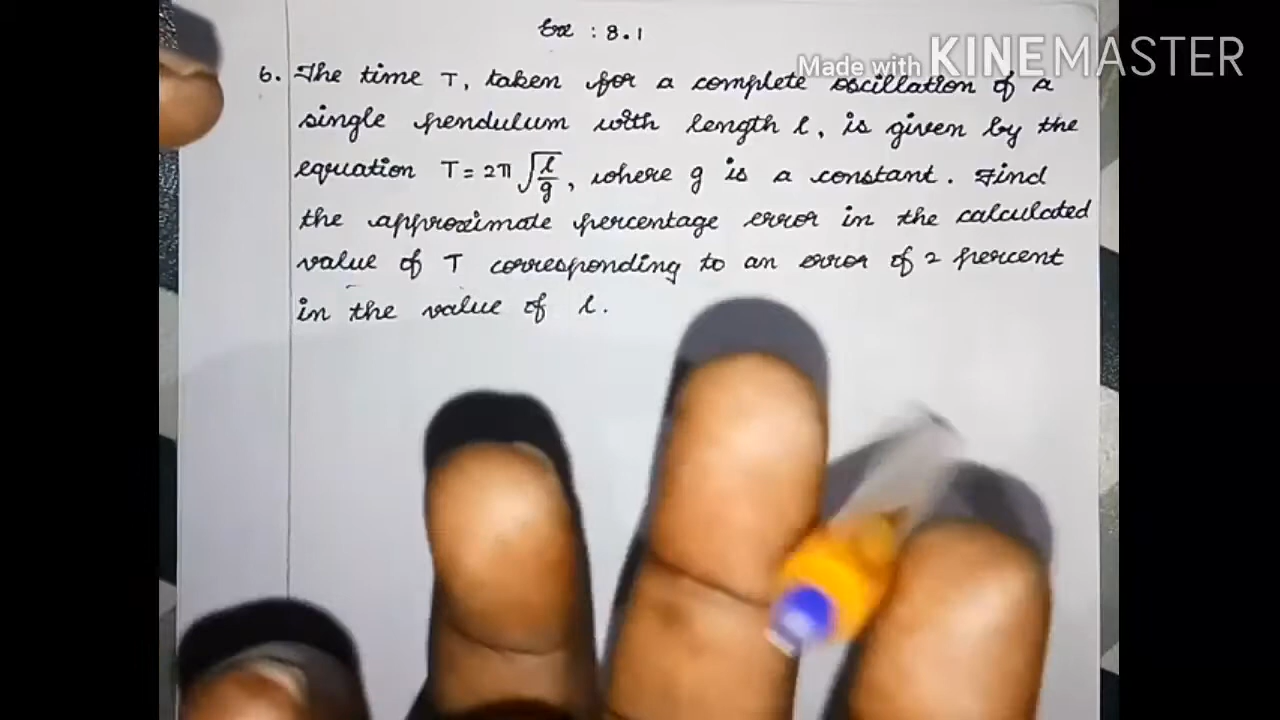 Ex : 8.1
Made with KINEMASTER
6. The time T, taken for a complete oscillation of a
single pendulum with length l, is given by the
equation T = 2π √(l/g), where g is a constant. Find
the approximate percentage error in the calculated
value of T corresponding to an error of 2 percent
in the value of l.